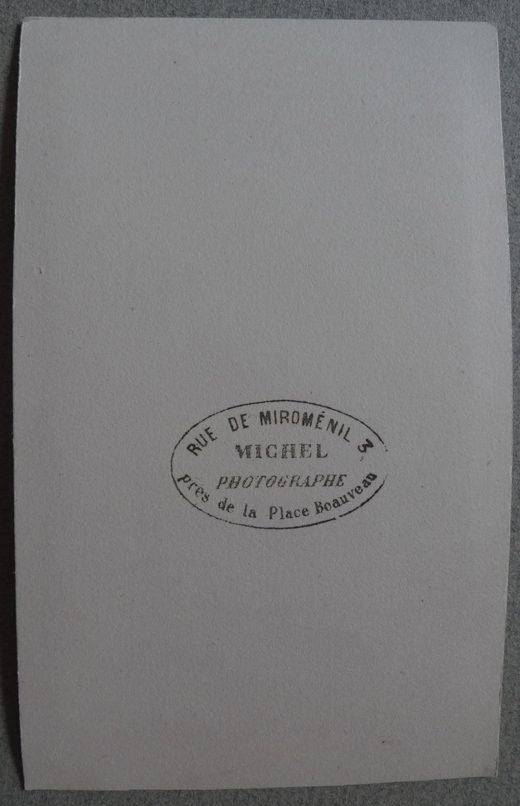 RUE DE MIROMÉNIL 3
MICHEL
PHOTOGRAPHE
près de la Place Boauveau